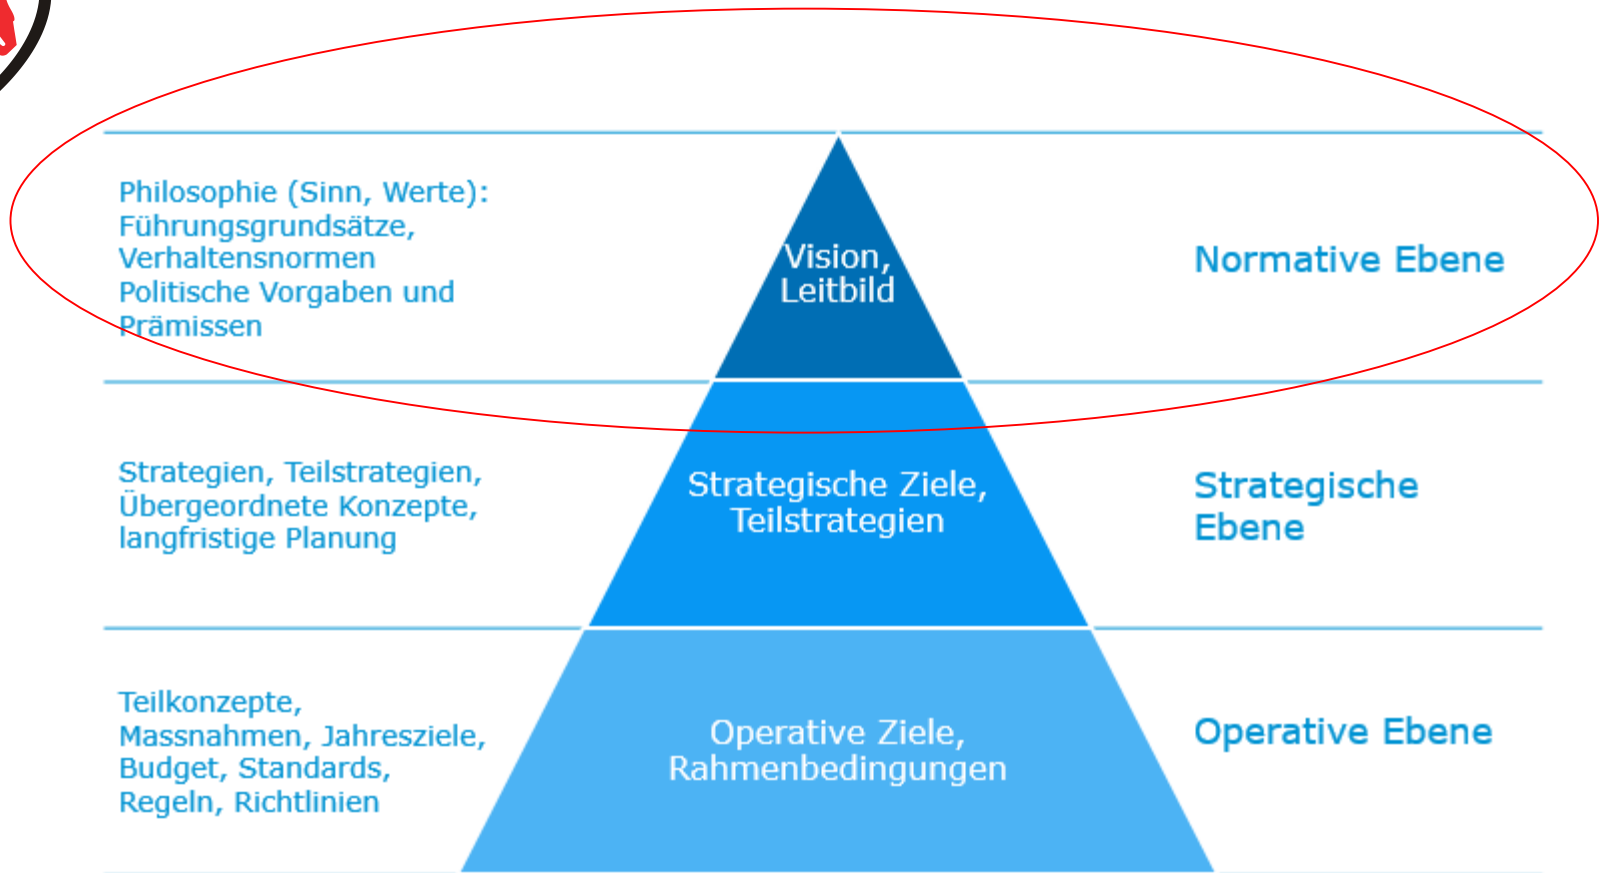 Philosophie (Sinn, Werte):
Führungsgrundsätze,
Verhaltensnormen
Politische Vorgaben und
Prämissen
Vision,
Leitbild
Normative Ebene
Strategien, Teilstrategien,
Übergeordnete Konzepte,
langfristige Planung
Strategische Ziele,
Teilstrategien
Strategische
Ebene
Teilkonzepte,
Massnahmen, Jahresziele,
Budget, Standards,
Regeln, Richtlinien
Operative Ziele,
Rahmenbedingungen
Operative Ebene